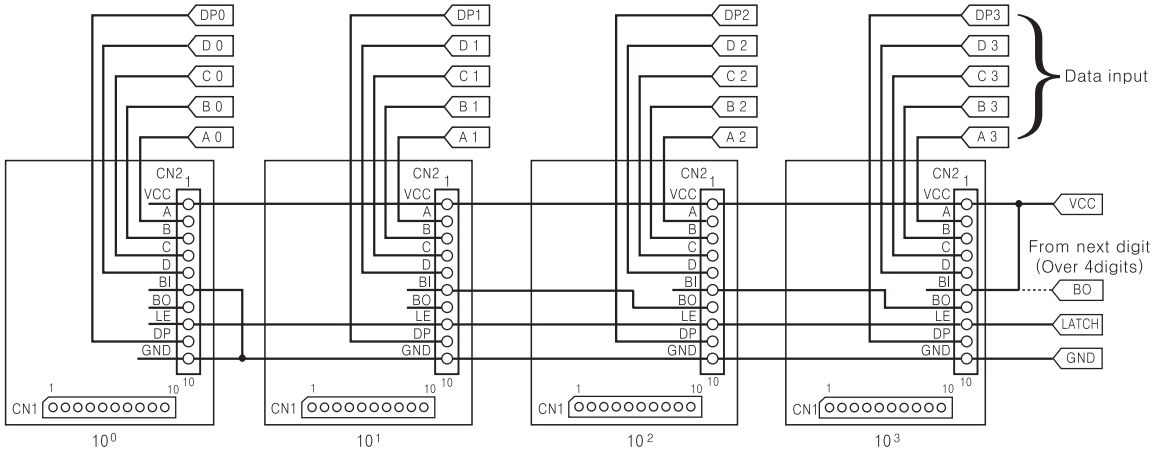 DP0 DP1 DP2 DP3
D 0 D 1 D 2 D 3
C 0 C 1 C 2 C 3 Data input
B 0 B 1 B 2 B 3
A 0 A 1 A 2 A 3
CN2 1 CN2 1 CN2 1 CN2 1
VCC VCC VCC VCC VCC
A A A A
B B B B From next digit
C C C C (Over 4digits)
D D D D
BI BI BI BI BO
BO BO BO BO
LE LE LE LE LATCH
DP DP DP DP
GND GND GND GND GND
1 10 10 1 10 10 1 10 10 1 10 10
CN1 CN1 CN1 CN1
10⁰ 10¹ 10² 10³